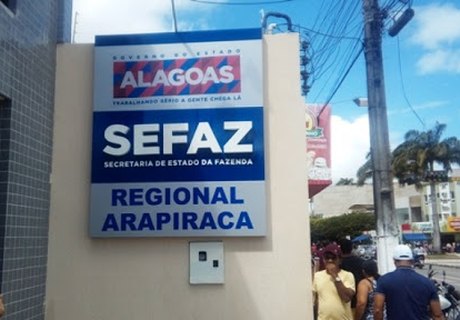 GOVERNO DO ESTADO
ALAGOAS
TRABALHANDO SÉRIO A GENTE CHEGA LÁ
SEFAZ
SECRETARIA DE ESTADO DA FAZENDA
REGIONAL
ARAPIRACA